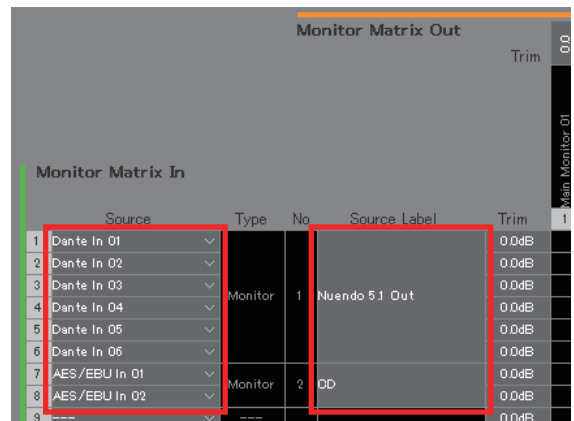 Monitor Matrix Out
Trim
Main Monitor 01
Monitor Matrix In
Source Type No Source Label Trim 1
1 Dante In 01 0.0dB
2 Dante In 02 0.0dB
3 Dante In 03 0.0dB
Monitor 1 Nuendo 5.1 Out
4 Dante In 04 0.0dB
5 Dante In 05 0.0dB
6 Dante In 06 0.0dB
7 AES/EBU In 01 0.0dB
Monitor 2 CD
8 AES/EBU In 02 0.0dB
9 --- --- 0.0dB